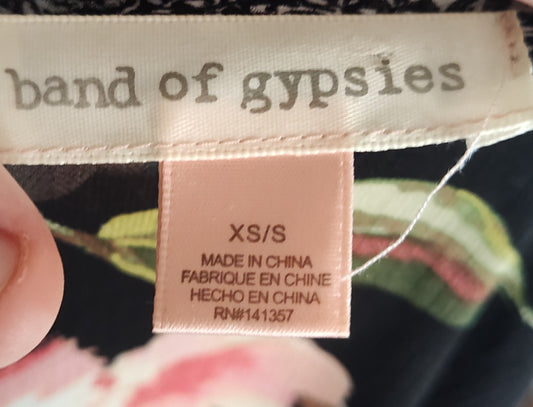 band of gypsies
XS/S
MADE IN CHINA
FABRIQUE EN CHINE
HECHO EN CHINA
RN#141357